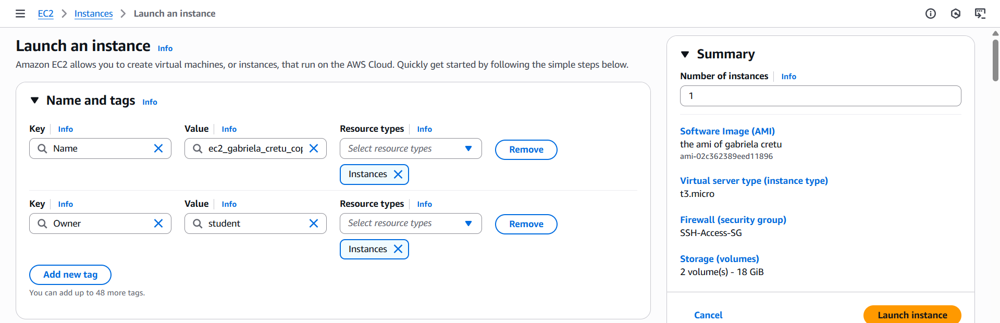 EC2 Instances Launch an instance
Launch an instance Info
Amazon EC2 allows you to create virtual machines, or instances, that run on the AWS Cloud. Quickly get started by following the simple steps below.
Name and tags Info
Key Info Value Info Resource types Info
Name ec2_gabriela_cretu_cop Select resource types Remove
Instances
Key Info Value Info Resource types Info
Owner student Select resource types Remove
Instances
Add new tag
You can add up to 48 more tags.
Summary
Number of instances Info
1
Software Image (AMI)
the ami of gabriela cretu
ami-02c362389eed11896
Virtual server type (instance type)
t3.micro
Firewall (security group)
SSH-Access-SG
Storage (volumes)
2 volume(s) - 18 GiB
Cancel Launch instance